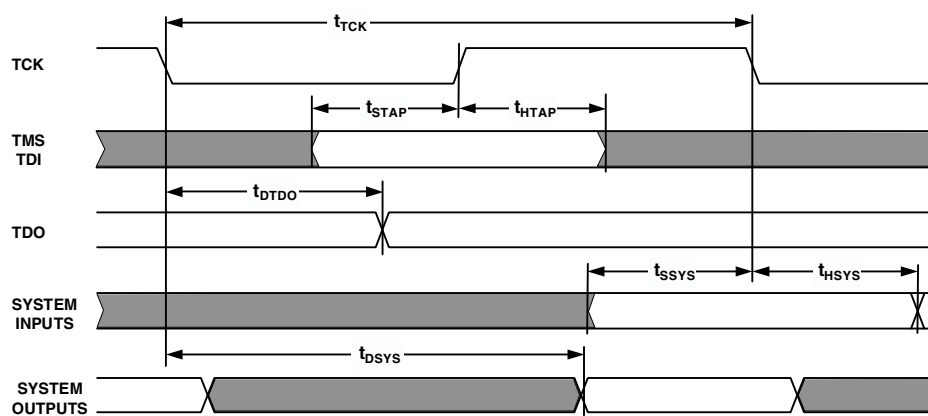 tTCK
TCK
tSTAP
tHTAP
TMS
TDI
tDTDO
TDO
tSSYS
tHSYS
SYSTEM
INPUTS
tDSYS
SYSTEM
OUTPUTS